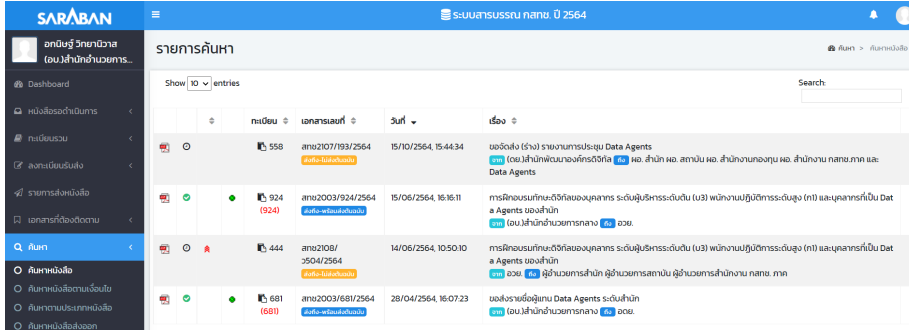 SARABAN
ระบบสารบรรณ กสทช. ปี 2564
อกนิษฐ์ วิทยานิวาส
(อบ.)สำนักอำนวยการ...
รายการค้นหา
ค้นหา > ค้นหาหนังสือ
Dashboard
หนังสือรอดำเนินการ
ทะเบียนรวม
ลงทะเบียนรับส่ง
รายการส่งหนังสือ
เอกสารที่ต้องติดตาม
ค้นหา
ค้นหาหนังสือ
ค้นหาหนังสือตามเงื่อนไข
ค้นหาตามประเภทหนังสือ
ค้นหาหนังสือส่งออก
Show 10 entries
Search:
ทะเบียน เอกสารเลขที่ วันที่ เรื่อง
558 สทช2107/193/2564 15/10/2564, 15:44:34 ขอจัดส่ง (ร่าง) รายงานการประชุม Data Agents
ส่งถึง-ไม่ส่งต้นฉบับ จาก (ดย.)สำนักพัฒนาองค์กรดิจิทัล ถึง ผอ. สำนัก ผอ. สถาบัน ผอ. สำนักงานกองทุน ผอ. สำนักงาน กสทช.ภาค และ
Data Agents
924 สทช2003/924/2564 15/06/2564, 16:16:11 การฝึกอบรมทักษะดิจิทัลของบุคลากร ระดับผู้บริหารระดับต้น (บ3) พนักงานปฏิบัติการระดับสูง (ก1) และบุคลากรที่เป็น Dat
(924) ส่งถึง-พร้อมส่งต้นฉบับ a Agents ของสำนัก
จาก (อบ.)สำนักอำนวยการกลาง ถึง อวย.
444 สทช2108/ 14/06/2564, 10:50:10 การฝึกอบรมทักษะดิจิทัลของบุคลากร ระดับผู้บริหารระดับต้น (บ3) พนักงานปฏิบัติการระดับสูง (ก1) และบุคลากรที่เป็น Dat
ว504/2564 a Agents ของสำนัก
ส่งถึง-ไม่ส่งต้นฉบับ จาก อวย. ถึง ผู้อำนวยการสำนัก ผู้อำนวยการสถาบัน ผู้อำนวยการสำนักงาน กสทช. ภาค
681 สทช2003/681/2564 28/04/2564, 16:07:23 ขอส่งรายชื่อผู้แทน Data Agents ระดับสำนัก
(681) ส่งถึง-พร้อมส่งต้นฉบับ จาก (อบ.)สำนักอำนวยการกลาง ถึง อดย.